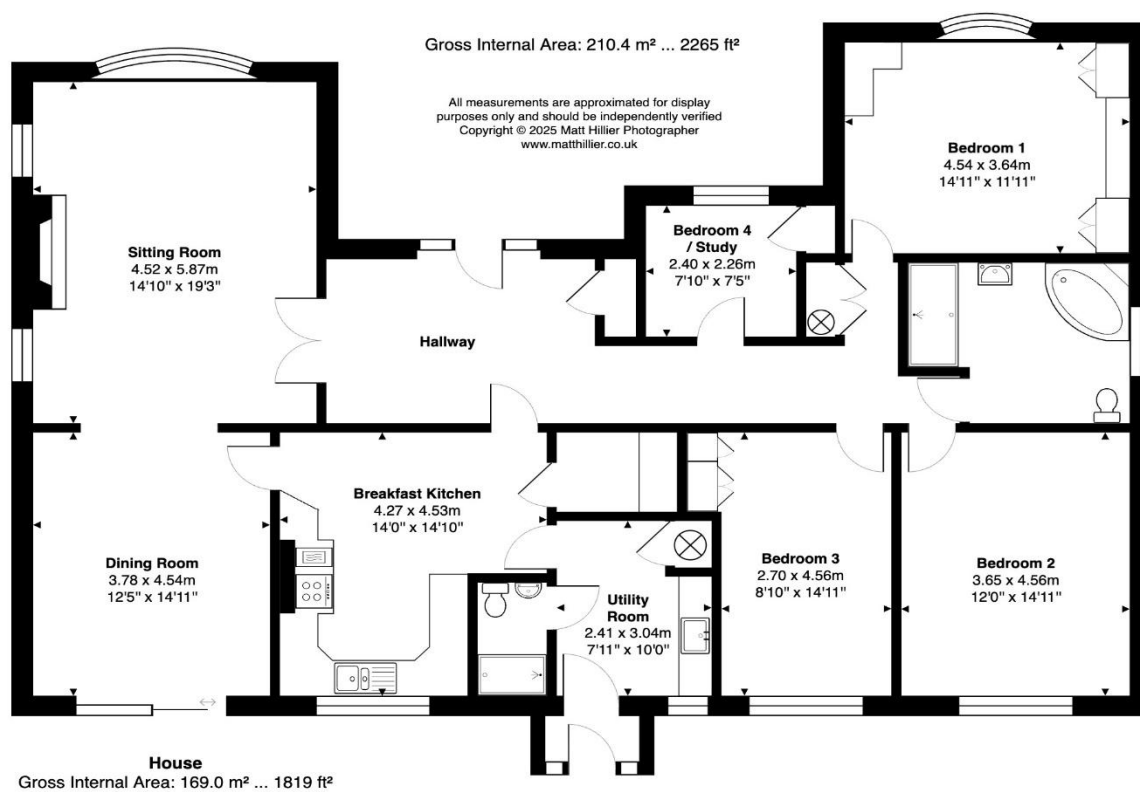 Gross Internal Area: 210.4 m² ... 2265 ft²
All measurements are approximated for display
purposes only and should be independently verified
Copyright © 2025 Matt Hillier Photographer
www.matthillier.co.uk
Bedroom 1
4.54 x 3.64m
14'11" x 11'11"
Sitting Room
4.52 x 5.87m
14'10" x 19'3"
Bedroom 4
/ Study
2.40 x 2.26m
7'10" x 7'5"
Hallway
Breakfast Kitchen
4.27 x 4.53m
14'0" x 14'10"
Dining Room
3.78 x 4.54m
12'5" x 14'11"
Utility
Room
2.41 x 3.04m
7'11" x 10'0"
Bedroom 3
2.70 x 4.56m
8'10" x 14'11"
Bedroom 2
3.65 x 4.56m
12'0" x 14'11"
House
Gross Internal Area: 169.0 m² ... 1819 ft²